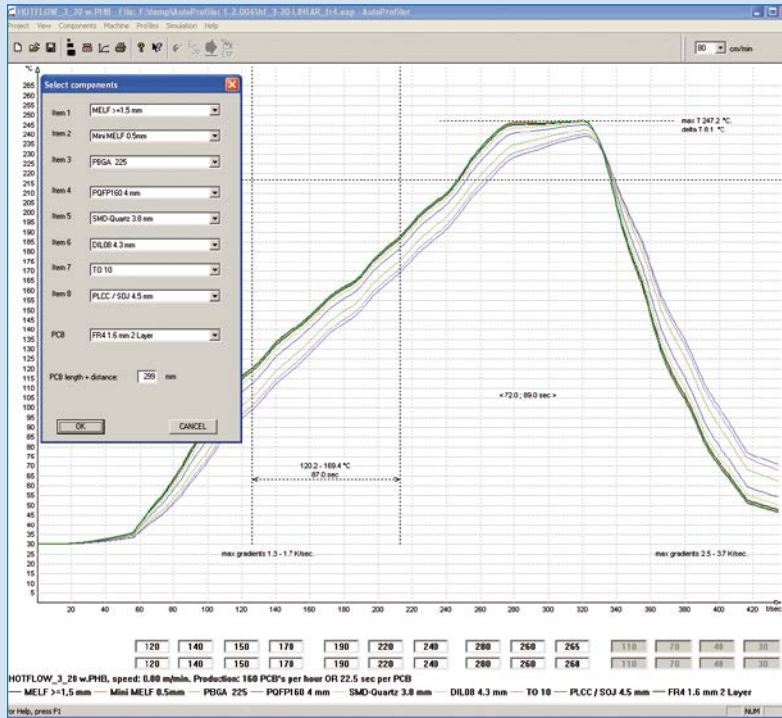 HOTFLOW_3_20 w.PHB - File: F:\temp\AutoProfiler 1.2.004\hf_3-20 LINEAR_fr4.asp - AutoProfiler
Project View Components Machine Profiles Simulation Help
80 cm/min
°C
265
260
255
250
245
240
235
230
225
220
215
210
205
200
195
190
185
180
175
170
165
160
155
150
145
140
135
130
125
120
115
110
105
100
95
90
85
80
75
70
65
60
55
50
45
40
35
30
25
20
15
10
5
Select components
Item 1 MELF >=1,5 mm
Item 2 Mini MELF 0.5mm
Item 3 PBGA 225
Item 4 PQFP160 4 mm
Item 5 SMD-Quartz 3.8 mm
Item 6 DIL08 4.3 mm
Item 7 TO 10
Item 8 PLCC / SOJ 4.5 mm
PCB FR4 1.6 mm 2 Layer
PCB length + distance: 299 mm
OK CANCEL
max T 247.2 °C.
delta T 8.1 °C
<72.0 ; 89.0 sec >
120.2 - 169.4 °C
87.0 sec
max gradients 1.3 - 1.7 K/sec.
max gradients 2.5 - 3.7 K/sec.
20 40 60 80 100 120 140 160 180 200 220 240 260 280 300 320 340 360 380 400 420 t/sec
120 140 150 170 190 220 240 280 260 265 110 70 40 30
120 140 150 170 190 220 240 280 260 268 110 70 40 30
HOTFLOW_3_20 w.PHB, speed: 0.80 m/min. Production: 160 PCB's per hour OR 22.5 sec per PCB
MELF >=1,5 mm Mini MELF 0.5mm PBGA 225 PQFP160 4 mm SMD-Quartz 3.8 mm DIL08 4.3 mm TO 10 PLCC / SOJ 4.5 mm FR4 1.6 mm 2 Layer
For Help, press F1
NUM